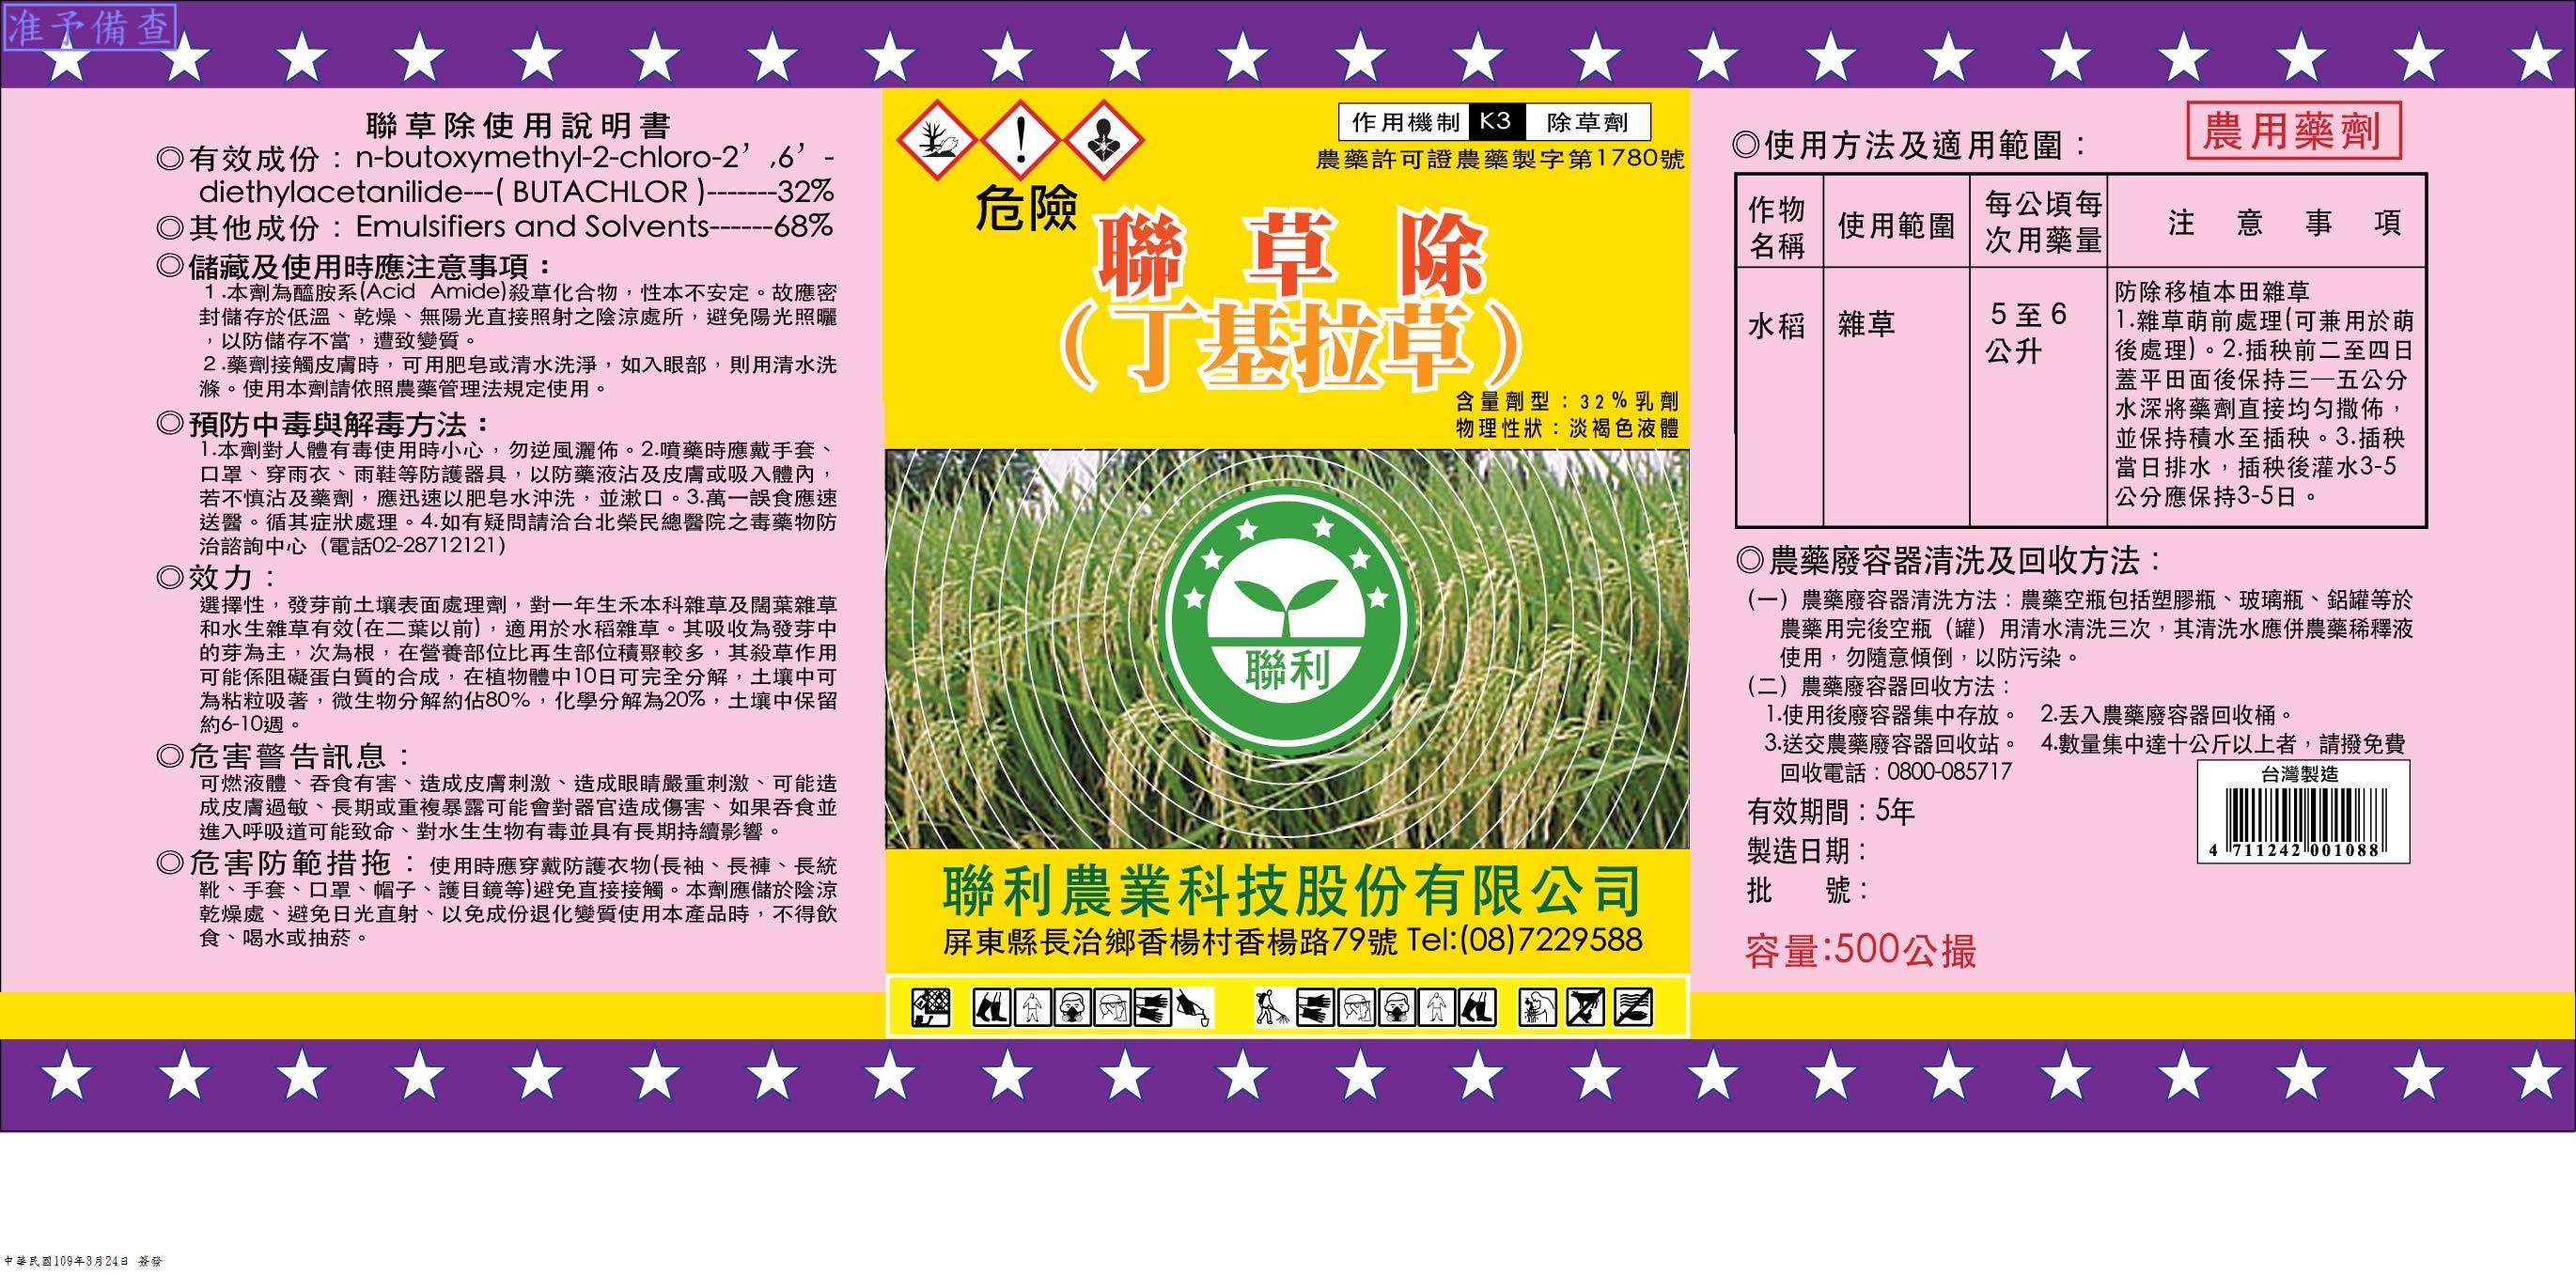 准予備查
聯草除使用說明書
◎有效成份：n-butoxymethyl-2-chloro-2’,6’-
diethylacetanilide---( BUTACHLOR )-------32%
◎其他成份：Emulsifiers and Solvents------68%
◎儲藏及使用時應注意事項：
1.本劑為醯胺系(Acid Amide)殺草化合物，性本不安定。故應密
封儲存於低溫、乾燥、無陽光直接照射之陰涼處所，避免陽光照曬
，以防儲存不當，遭致變質。
2.藥劑接觸皮膚時，可用肥皂或清水洗淨，如入眼部，則用清水洗
滌。使用本劑請依照農藥管理法規定使用。
◎預防中毒與解毒方法：
1.本劑對人體有毒使用時小心，勿逆風灑佈。2.噴藥時應戴手套、
口罩、穿雨衣、雨鞋等防護器具，以防藥液沾及皮膚或吸入體內，
若不慎沾及藥劑，應迅速以肥皂水沖洗，並漱口。3.萬一誤食應速
送醫。循其症狀處理。4.如有疑問請洽台北榮民總醫院之毒藥物防
治諮詢中心（電話02-28712121）
◎效力：
選擇性，發芽前土壤表面處理劑，對一年生禾本科雜草及闊葉雜草
和水生雜草有效(在二葉以前)，適用於水稻雜草。其吸收為發芽中
的芽為主，次為根，在營養部位比再生部位積聚較多，其殺草作用
可能係阻礙蛋白質的合成，在植物體中10日可完全分解，土壤中可
為粘粒吸著，微生物分解約佔80%，化學分解為20%，土壤中保留
約6-10週。
◎危害警告訊息：
可燃液體、吞食有害、造成皮膚刺激、造成眼睛嚴重刺激、可能造
成皮膚過敏、長期或重複暴露可能會對器官造成傷害、如果吞食並
進入呼吸道可能致命、對水生生物有毒並具有長期持續影響。
◎危害防範措拖：使用時應穿戴防護衣物(長袖、長褲、長統
靴、手套、口罩、帽子、護目鏡等)避免直接接觸。本劑應儲於陰涼
乾燥處、避免日光直射、以免成份退化變質使用本產品時，不得飲
食、喝水或抽菸。
作用機制 K3 除草劑
農藥許可證農藥製字第1780號
危險
聯草除
（丁基拉草）
含量劑型：32%乳劑
物理性狀：淡褐色液體
聯利
聯利農業科技股份有限公司
屏東縣長治鄉香楊村香楊路79號 Tel:(08)7229588
農用藥劑
◎使用方法及適用範圍：
作物名稱 使用範圍 每公頃每次用藥量 注意事項
水稻 雜草 5 至 6 公升
防除移植本田雜草
1.雜草萌前處理(可兼用於萌
後處理)。2.插秧前二至四日
蓋平田面後保持三—五公分
水深將藥劑直接均匀撒佈，
並保持積水至插秧。3.插秧
當日排水，插秧後灌水3-5
公分應保持3-5日。
◎農藥廢容器清洗及回收方法：
(一) 農藥廢容器清洗方法：農藥空瓶包括塑膠瓶、玻璃瓶、鋁罐等於
農藥用完後空瓶（罐）用清水清洗三次，其清洗水應併農藥稀釋液
使用，勿隨意傾倒，以防污染。
(二) 農藥廢容器回收方法：
1.使用後廢容器集中存放。 2.丟入農藥廢容器回收桶。
3.送交農藥廢容器回收站。 4.數量集中達十公斤以上者，請撥免費
回收電話：0800-085717
有效期間：5年
製造日期：
批　　號：
台灣製造
4 711242 001088
容量:500公撮
中華民國109年3月24日 簽發